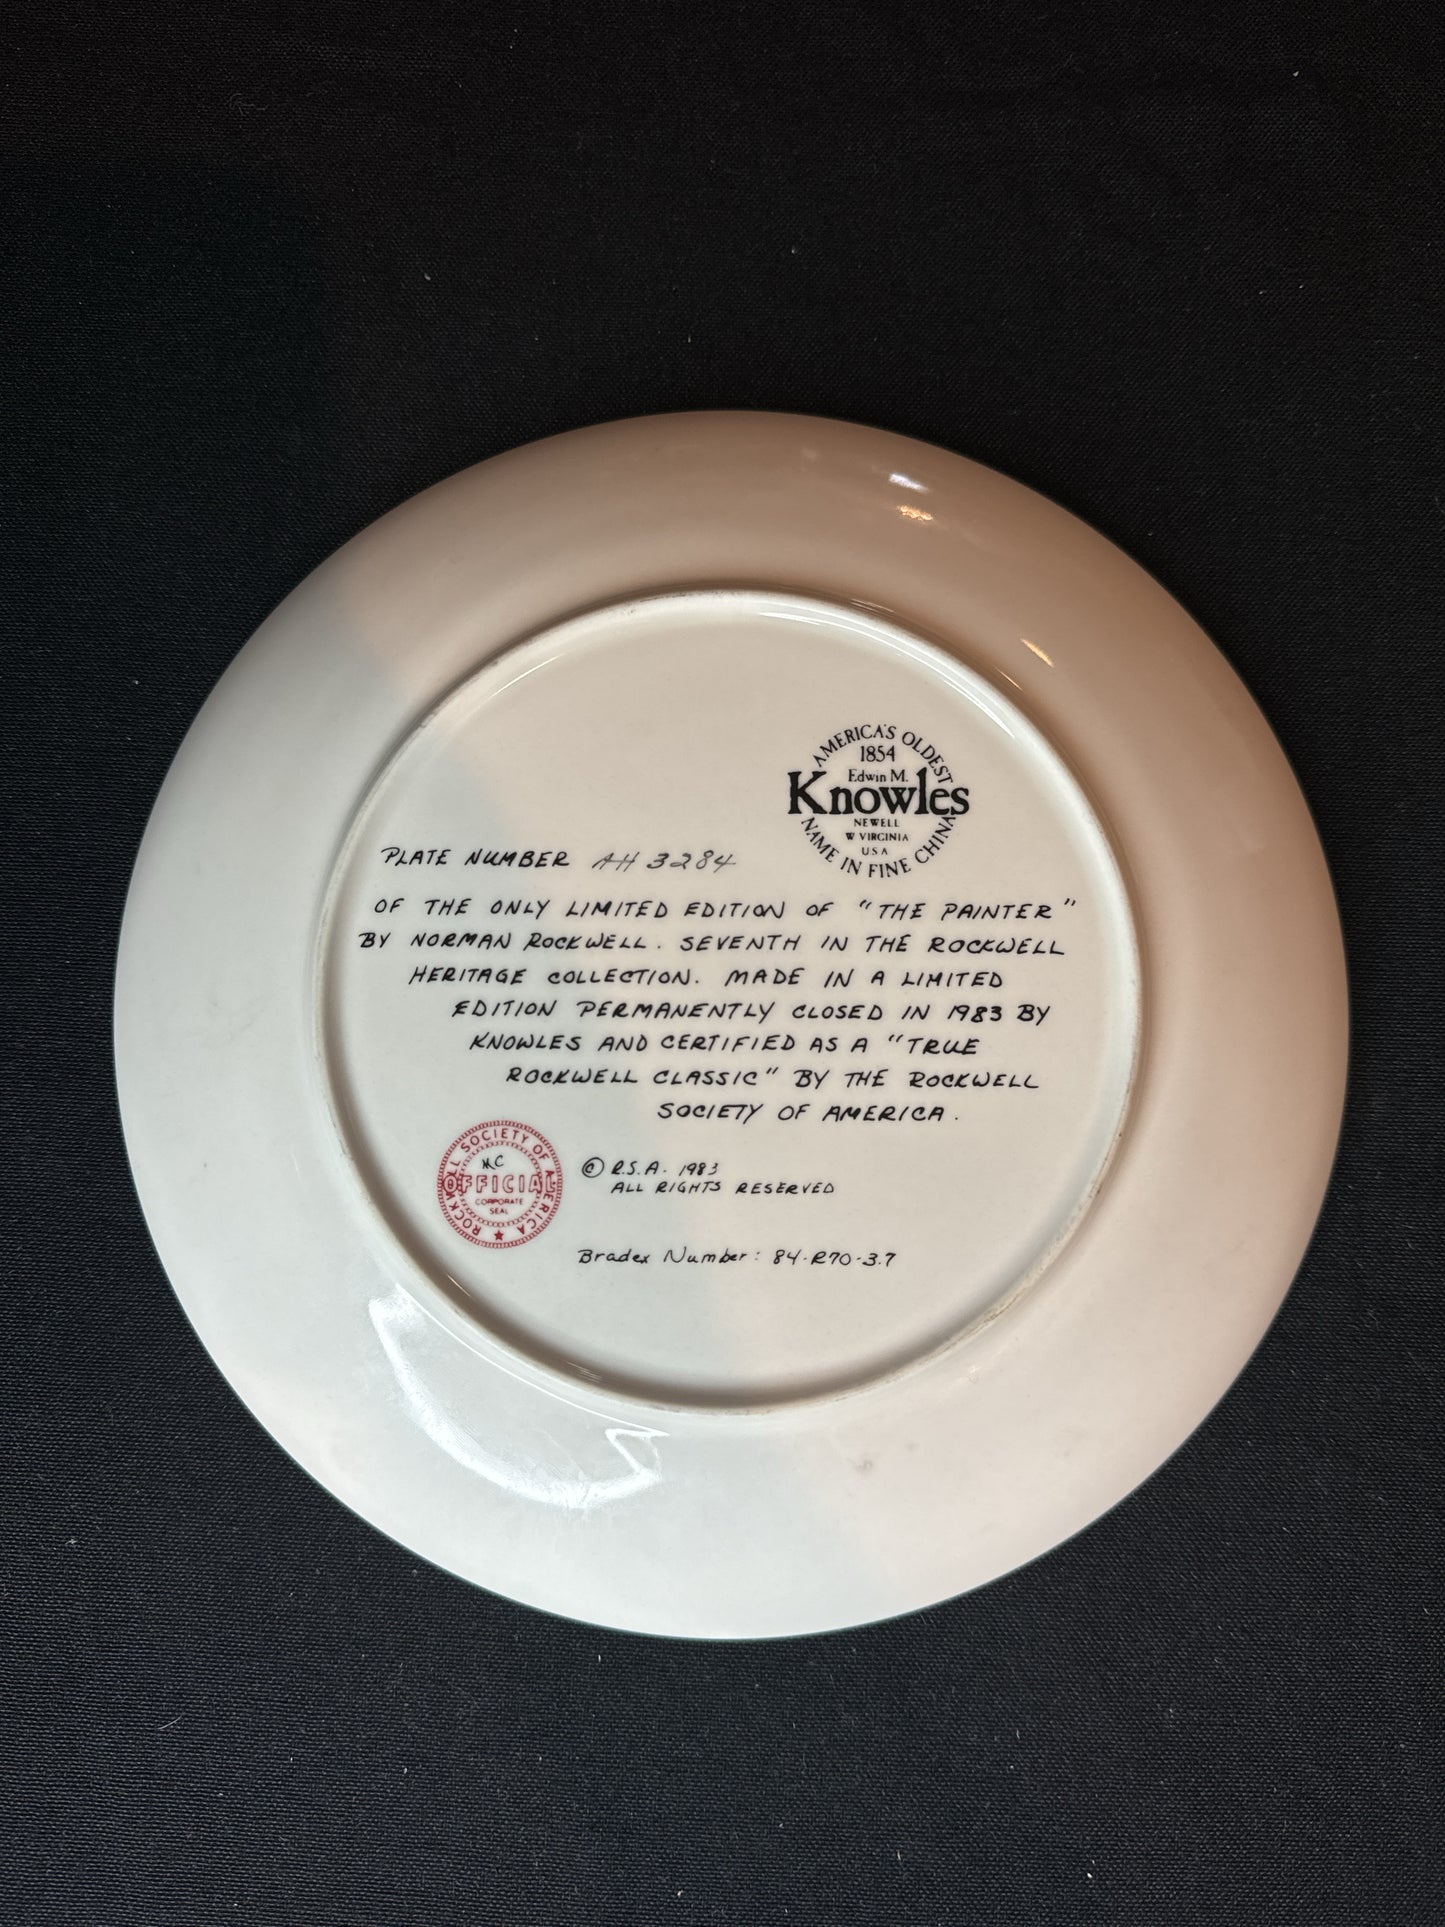 AMERICA'S OLDEST
1854
Edwin M.
Knowles
NEWELL
W VIRGINIA
U S A
NAME IN FINE CHINA
PLATE NUMBER AH 3284
OF THE ONLY LIMITED EDITION OF "THE PAINTER"
BY NORMAN ROCKWELL. SEVENTH IN THE ROCKWELL
HERITAGE COLLECTION. MADE IN A LIMITED
EDITION PERMANENTLY CLOSED IN 1983 BY
KNOWLES AND CERTIFIED AS A "TRUE
ROCKWELL CLASSIC" BY THE ROCKWELL
SOCIETY OF AMERICA.
ROCKWELL SOCIETY OF AMERICA
MC
OFFICIAL
CORPORATE
SEAL
© R.S.A. 1983
ALL RIGHTS RESERVED
Bradex Number: 84-R70-3.7